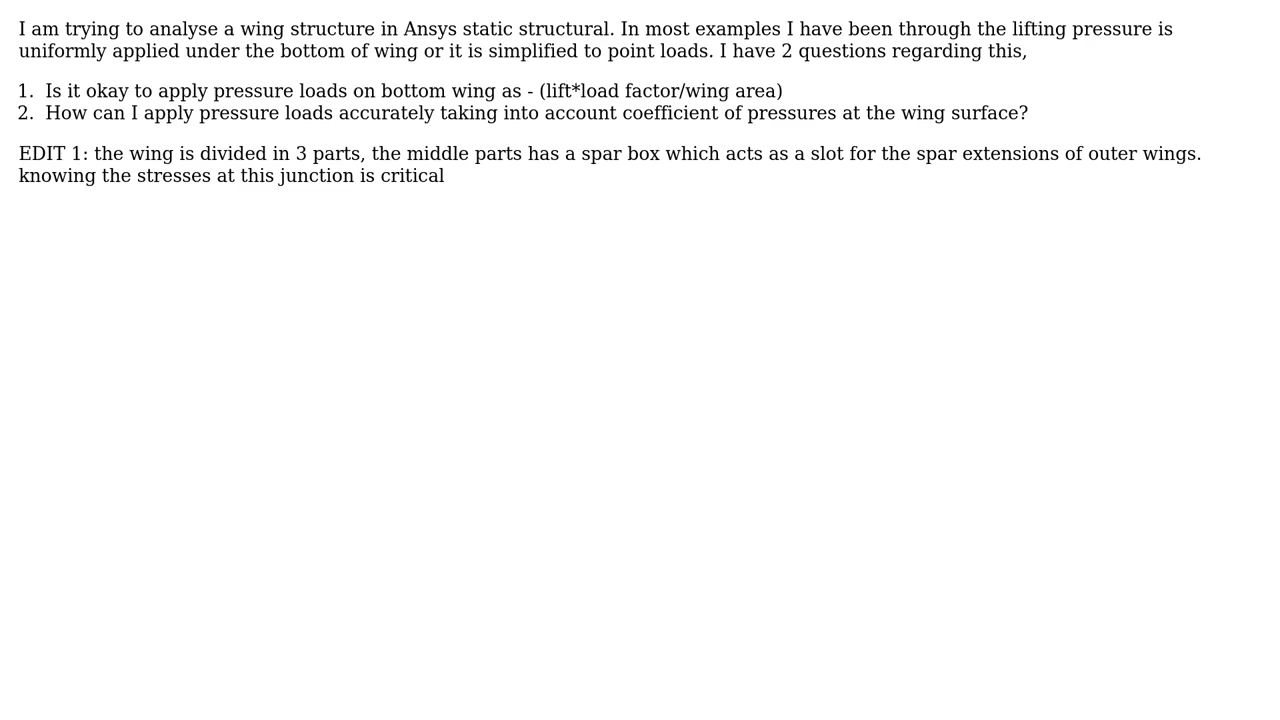 I am trying to analyse a wing structure in Ansys static structural. In most examples I have been through the lifting pressure is
uniformly applied under the bottom of wing or it is simplified to point loads. I have 2 questions regarding this,
1. Is it okay to apply pressure loads on bottom wing as - (lift*load factor/wing area)
2. How can I apply pressure loads accurately taking into account coefficient of pressures at the wing surface?
EDIT 1: the wing is divided in 3 parts, the middle parts has a spar box which acts as a slot for the spar extensions of outer wings.
knowing the stresses at this junction is critical